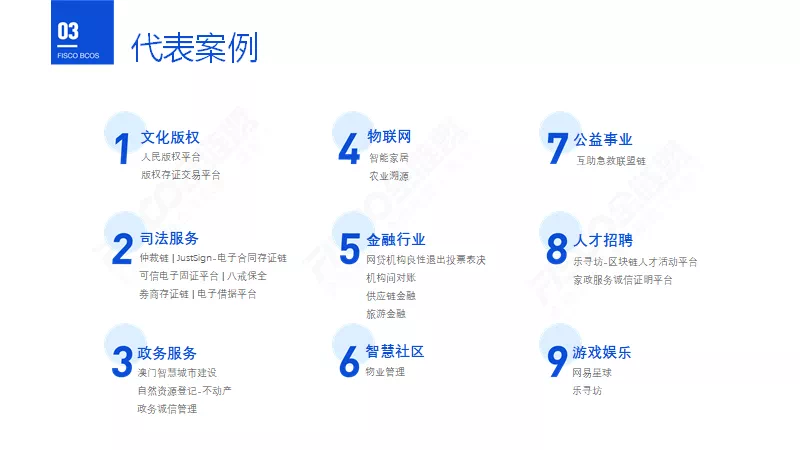 03
FISCO BCOS
代表案例
1
文化版权
人民版权平台
版权存证交易平台
2
司法服务
仲裁链 | JustSign-电子合同存证链
可信电子固证平台 | 八戒保全
券商存证链 | 电子借据平台
3
政务服务
澳门智慧城市建设
自然资源登记-不动产
政务诚信管理
4
物联网
智能家居
农业溯源
5
金融行业
网贷机构良性退出投票表决
机构间对账
供应链金融
旅游金融
6
智慧社区
物业管理
7
公益事业
互助急救联盟链
8
人才招聘
乐寻坊-区块链人才活动平台
家政服务诚信证明平台
9
游戏娱乐
网易星球
乐寻坊